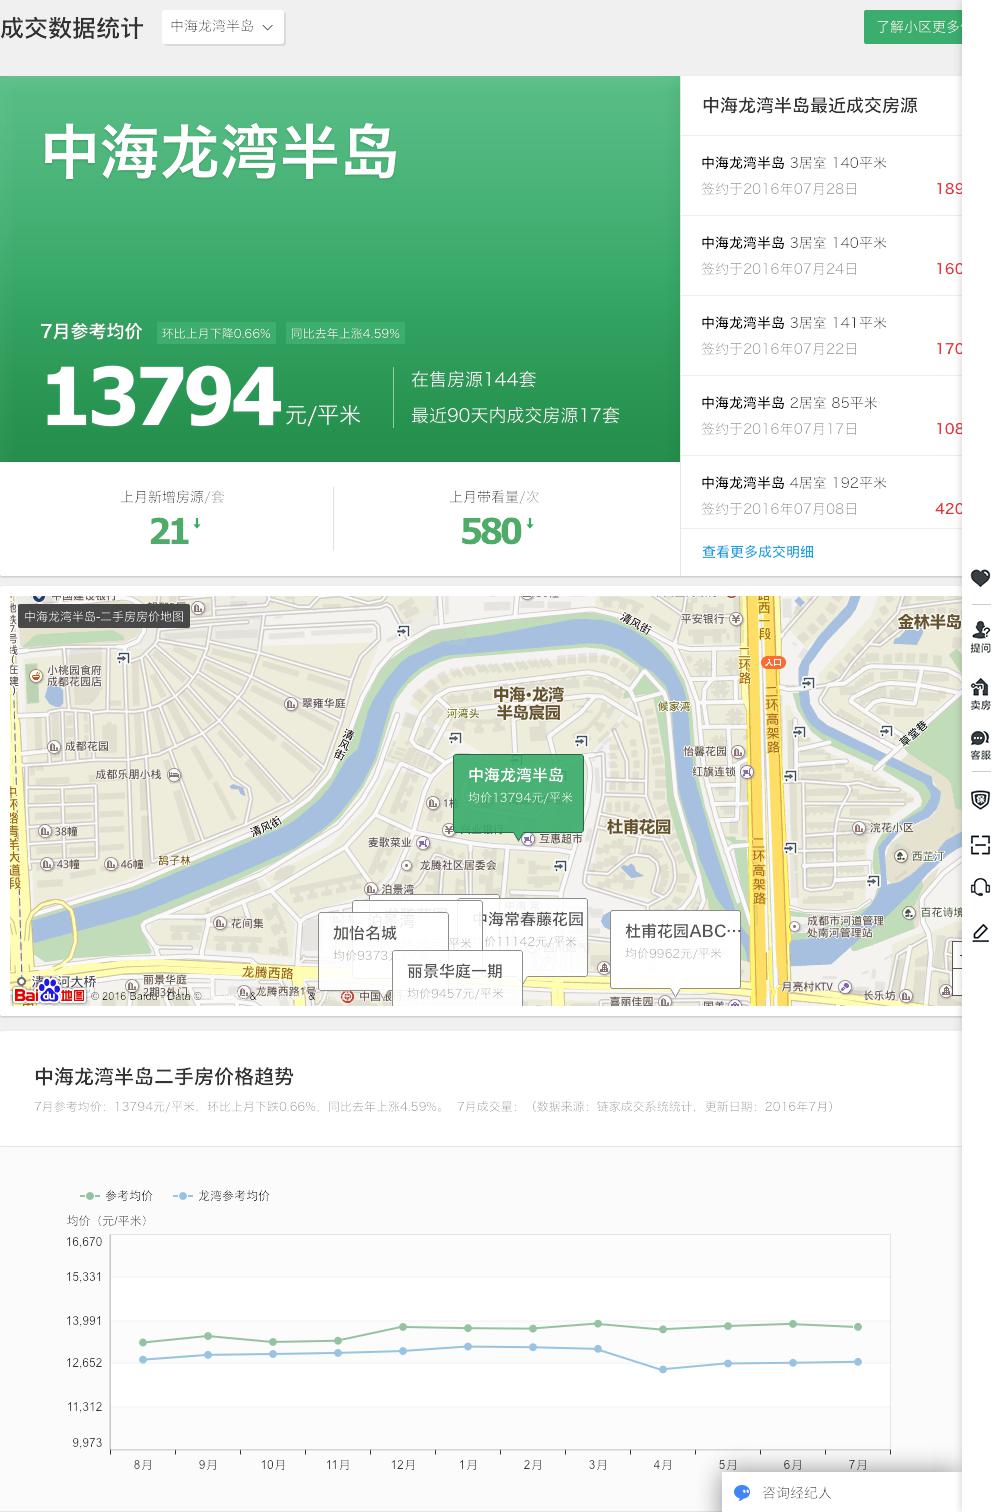 成交数据统计
中海龙湾半岛
了解小区更多
中海龙湾半岛
7月参考均价
环比上月下降0.66%
同比去年上涨4.59%
13794元/平米
在售房源144套
最近90天内成交房源17套
上月新增房源/套
21
上月带看量/次
580
中海龙湾半岛最近成交房源
中海龙湾半岛 3居室 140平米
签约于2016年07月28日 189
中海龙湾半岛 3居室 140平米
签约于2016年07月24日 160
中海龙湾半岛 3居室 141平米
签约于2016年07月22日 170
中海龙湾半岛 2居室 85平米
签约于2016年07月17日 108
中海龙湾半岛 4居室 192平米
签约于2016年07月08日 420
查看更多成交明细
提问
卖房
客服
中海龙湾半岛-二手房房价地图
清风街
平安银行
金林半岛
二环路西一段
入口
小桃园食府
成都花园店
翠雍华庭
中海·龙湾
半岛宸园
河湾头
候家湾
二环路
二环高架路
草堂巷
成都花园
清风街
怡馨花园
成都乐朋小栈
红旗连锁
中海龙湾半岛
均价13794元/平米
38幢
清风街
麦歌菜业
互惠超市
杜甫花园
浣花小区
43幢
46幢
鹄子林
龙腾社区居委会
二环高架路
西芷汀
泊景湾
花间集
加怡名城
均价9373
平米
中海常春藤花园
价11142元/平米
杜甫花园ABC…
均价9962元/平米
百花诗境
成都市河道管理
处南河管理站
丽景华庭一期
均价9457元/平米
龙腾西路
丽景华庭
龙腾西路1号
中国银
喜丽佳园
月亮村KTV
长乐坊
Bai 地图
© 2016 Baidu
Data ©
中海龙湾半岛二手房价格趋势
7月参考均价：13794元/平米，环比上月下跌0.66%，同比去年上涨4.59%。 7月成交量：（数据来源：链家成交系统统计，更新日期：2016年7月）
参考均价
龙湾参考均价
均价（元/平米）
16,670
15,331
13,991
12,652
11,312
9,973
8月 9月 10月 11月 12月 1月 2月 3月 4月 5月 6月 7月
咨询经纪人